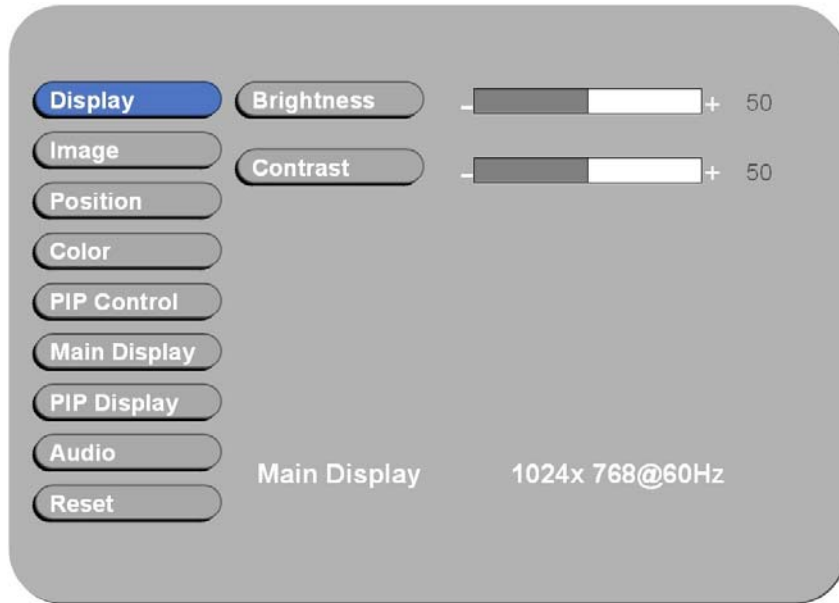 Display
Image
Position
Color
PIP Control
Main Display
PIP Display
Audio
Reset
Brightness - + 50
Contrast - + 50
Main Display 1024x 768@60Hz